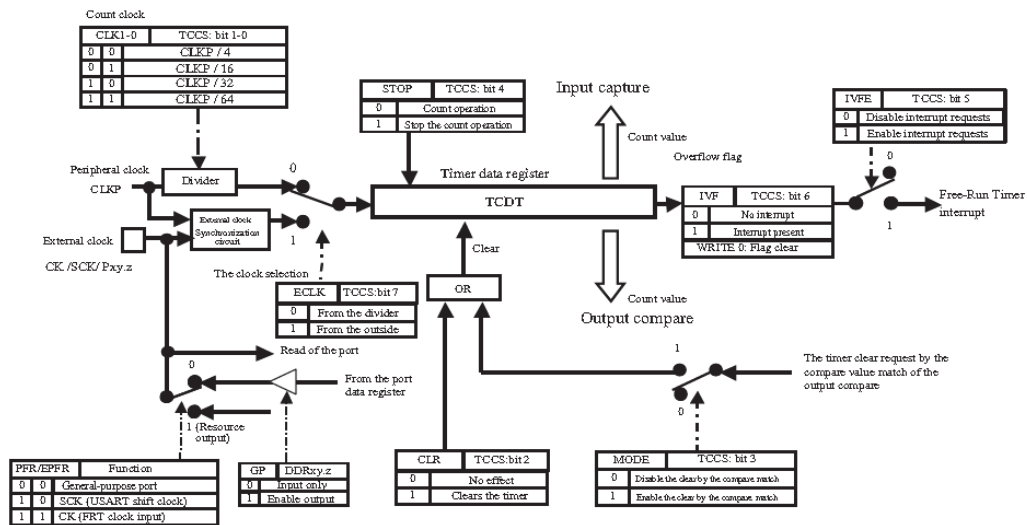 Count clock
CLK1-0 TCCS: bit 1-0
0 0 CLKP / 4
0 1 CLKP / 16
1 0 CLKP / 32
1 1 CLKP / 64
STOP TCCS: bit 4
0 Count operation
1 Stop the count operation
Input capture
Count value
IVFE TCCS: bit 5
0 Disable interrupt requests
1 Enable interrupt requests
Overflow flag
Peripheral clock
CLKP
Divider
0
1
Timer data register
TCDT
IVF TCCS: bit 6
0 No interrupt
1 Interrupt present
WRITE 0: Flag clear
0
1
Free-Run Timer
interrupt
External clock
Synchronization
circuit
External clock
CK /SCK/ Pxy.z
Clear
OR
The clock selection
ECLK TCCS:bit 7
0 From the divider
1 From the outside
Count value
Output compare
Read of the port
0
From the port
data register
1 (Resource
output)
1
0
The timer clear request by the
compare value match of the
output compare
PFR/EPFR Function
0 0 General-purpose port
1 0 SCK (USART shift clock)
1 1 CK (FRT clock input)
GP DDRxy.z
0 Input only
1 Enable output
CLR TCCS:bit 2
0 No effect
1 Clears the timer
MODE TCCS: bit 3
0 Disable the clear by the compare match
1 Enable the clear by the compare match